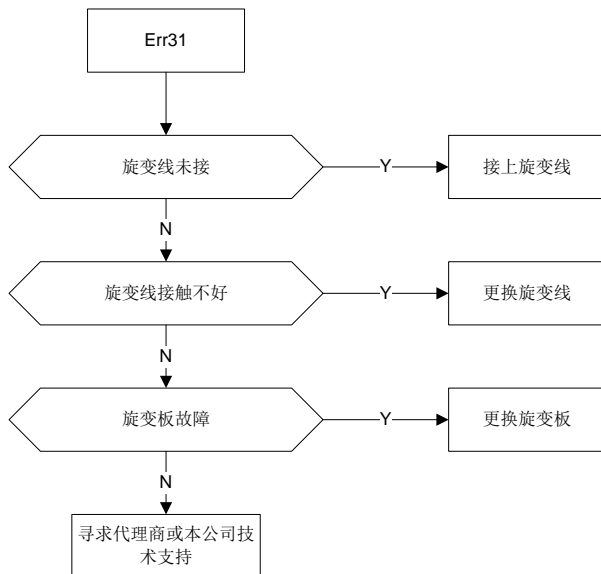 Err31
旋变线未接
Y
接上旋变线
N
旋变线接触不好
Y
更换旋变线
N
旋变板故障
Y
更换旋变板
N
寻求代理商或本公司技
术支持